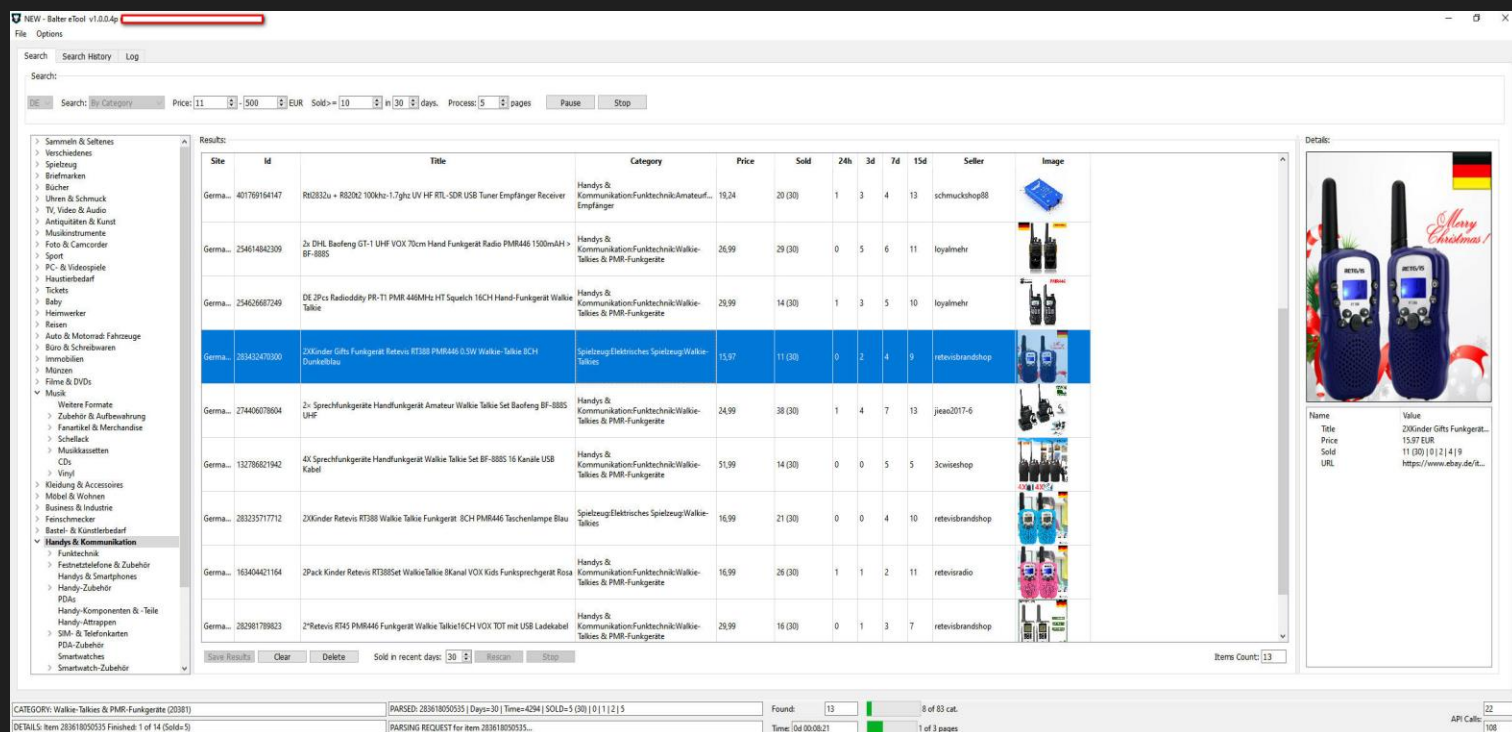 NEW - Balter eTool v1.0.0.4p
File Options
Search Search History Log
Search:
DE Search: By Category Price: 11 - 500 EUR Sold>= 10 in 30 days. Process: 5 pages Pause Stop
> Sammeln & Seltenes
> Verschiedenes
> Spielzeug
> Briefmarken
> Bücher
> Uhren & Schmuck
> TV, Video & Audio
> Antiquitäten & Kunst
> Musikinstrumente
> Foto & Camcorder
> Sport
> PC- & Videospiele
> Haustierbedarf
> Tickets
> Baby
> Heimwerker
> Reisen
> Auto & Motorrad: Fahrzeuge
> Büro & Schreibwaren
> Immobilien
> Münzen
> Filme & DVDs
Musik
Weitere Formate
> Zubehör & Aufbewahrung
> Fanartikel & Merchandise
> Schellack
> Musikkassetten
CDs
> Vinyl
> Kleidung & Accessoires
> Möbel & Wohnen
> Business & Industrie
> Feinschmecker
> Bastel- & Künstlerbedarf
Handys & Kommunikation
> Funktechnik
> Festnetztelefone & Zubehör
Handys & Smartphones
> Handy-Zubehör
PDAs
Handy-Komponenten & -Teile
Handy-Attrappen
> SIM- & Telefonkarten
PDA-Zubehör
Smartwatches
> Smartwatch-Zubehör
Results:
Site Id Title Category Price Sold 24h 3d 7d 15d Seller Image
Handys &
Germa... 401769164147 Rtl2832u + R820t2 100khz-1.7ghz UV HF RTL-SDR USB Tuner Empfänger Receiver Kommunikation:Funktechnik:Amateurf... 19,24 20 (30) 1 3 4 13 schmuckshop88
Empfänger
2x DHL Baofeng GT-1 UHF VOX 70cm Hand Funkgerät Radio PMR446 1500mAH > Handys &
Germa... 254614842309 BF-888S Kommunikation:Funktechnik:Walkie- 26,99 29 (30) 0 5 6 11 loyalmehr
Talkies & PMR-Funkgeräte
DE 2Pcs Radioddity PR-T1 PMR 446MHz HT Squelch 16CH Hand-Funkgerät Walkie Handys &
Germa... 254626687249 Talkie Kommunikation:Funktechnik:Walkie- 29,99 14 (30) 1 3 5 10 loyalmehr
Talkies & PMR-Funkgeräte
2XKinder Gifts Funkgerät Retevis RT388 PMR446 0.5W Walkie-Talkie 8CH Spielzeug:Elektrisches Spielzeug:Walkie-
Germa... 283432470300 Dunkelblau Talkies 15,97 11 (30) 0 2 4 9 retevisbrandshop
2× Sprechfunkgeräte Handfunkgerät Amateur Walkie Talkie Set Baofeng BF-888S Handys &
Germa... 274406078604 UHF Kommunikation:Funktechnik:Walkie- 24,99 38 (30) 1 4 7 13 jieao2017-6
Talkies & PMR-Funkgeräte
4X Sprechfunkgeräte Handfunkgerät Walkie Talkie Set BF-888S 16 Kanäle USB Handys &
Germa... 132786821942 Kabel Kommunikation:Funktechnik:Walkie- 51,99 14 (30) 0 0 5 5 3cwiseshop
Talkies & PMR-Funkgeräte
Germa... 283235717712 2XKinder Retevis RT388 Walkie Talkie Funkgerät 8CH PMR446 Taschenlampe Blau Spielzeug:Elektrisches Spielzeug:Walkie- 16,99 21 (30) 0 0 4 10 retevisbrandshop
Talkies
Handys &
Germa... 163404421164 2Pack Kinder Retevis RT388Set WalkieTalkie 8Kanal VOX Kids Funksprechgerät Rosa Kommunikation:Funktechnik:Walkie- 16,99 26 (30) 1 1 2 11 retevisradio
Talkies & PMR-Funkgeräte
Handys &
Germa... 282981789823 2*Retevis RT45 PMR446 Funkgerät Walkie Talkie16CH VOX TOT mit USB Ladekabel Kommunikation:Funktechnik:Walkie- 29,99 16 (30) 0 1 3 7 retevisbrandshop
Talkies & PMR-Funkgeräte
Save Results Clear Delete Sold in recent days: 30 Rescan Stop Items Count: 13
Details:
Merry
Christmas!
RETEVIS RETEVIS
Name Value
Title 2XKinder Gifts Funkgerät...
Price 15,97 EUR
Sold 11 (30) | 0 | 2 | 4 | 9
URL https://www.ebay.de/it...
CATEGORY: Walkie-Talkies & PMR-Funkgeräte (20381) PARSED: 283618050535 | Days=30 | Time=4294 | SOLD=5 (30) | 0 | 1 | 2 | 5 Found: 13 8 of 83 cat. 22
API Calls:
DETAILS: Item 283618050535 Finished: 1 of 14 (Sold=5) PARSING REQUEST for item 283618050535... Time: 0d 00:08:21 1 of 3 pages 108